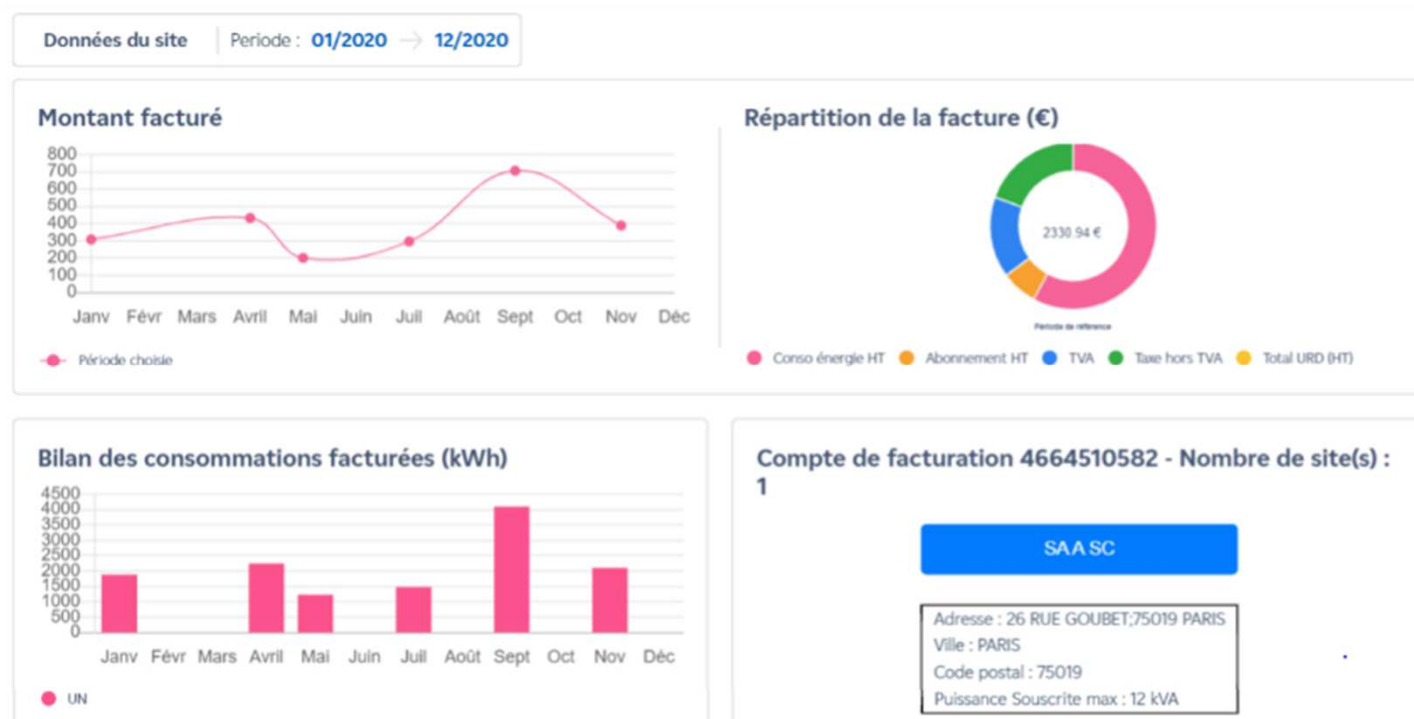 Données du site Periode : 01/2020 → 12/2020
Montant facturé
800
700
600
500
400
300
200
100
0
Janv Févr Mars Avril Mai Juin Juil Août Sept Oct Nov Déc
Période choisie
Répartition de la facture (€)
2330.94 €
Période de référence
Conso énergie HT Abonnement HT TVA Taxe hors TVA Total URD (HT)
Bilan des consommations facturées (kWh)
4500
4000
3500
3000
2500
2000
1500
1000
500
0
Janv Févr Mars Avril Mai Juin Juil Août Sept Oct Nov Déc
UN
Compte de facturation 4664510582 - Nombre de site(s) :
1
SAA SC
Adresse : 26 RUE GOUBET;75019 PARIS
Ville : PARIS
Code postal : 75019
Puissance Souscrite max : 12 kVA